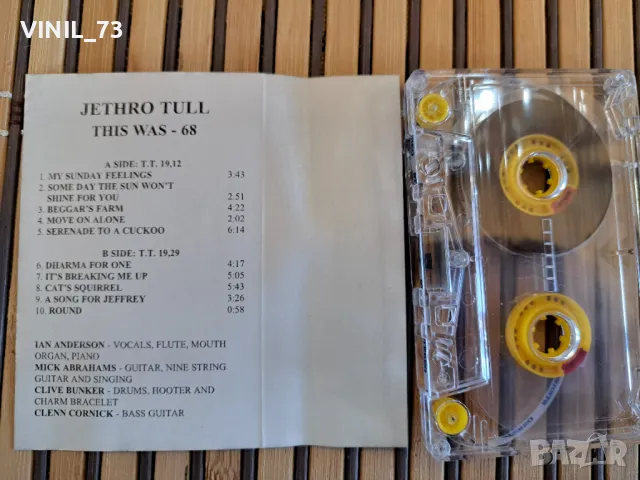 VINIL_73
JETHRO TULL
THIS WAS - 68
A SIDE: T.T. 19,12
1. MY SUNDAY FEELINGS 3:43
2. SOME DAY THE SUN WON'T
SHINE FOR YOU 2:51
3. BEGGAR'S FARM 4:22
4. MOVE ON ALONE 2:02
5. SERENADE TO A CUCKOO 6:14
B SIDE: T.T. 19,29
6. DHARMA FOR ONE 4:17
7. IT'S BREAKING ME UP 5:05
8. CAT'S SQUIRREL 5:43
9. A SONG FOR JEFFREY 3:26
10. ROUND 0:58
IAN ANDERSON - VOCALS, FLUTE, MOUTH
ORGAN, PIANO
MICK ABRAHAMS - GUITAR, NINE STRING
GUITAR AND SINGING
CLIVE BUNKER - DRUMS, HOOTER AND
CHARM BRACELET
CLENN CORNICK - BASS GUITAR
BAZAR
bg